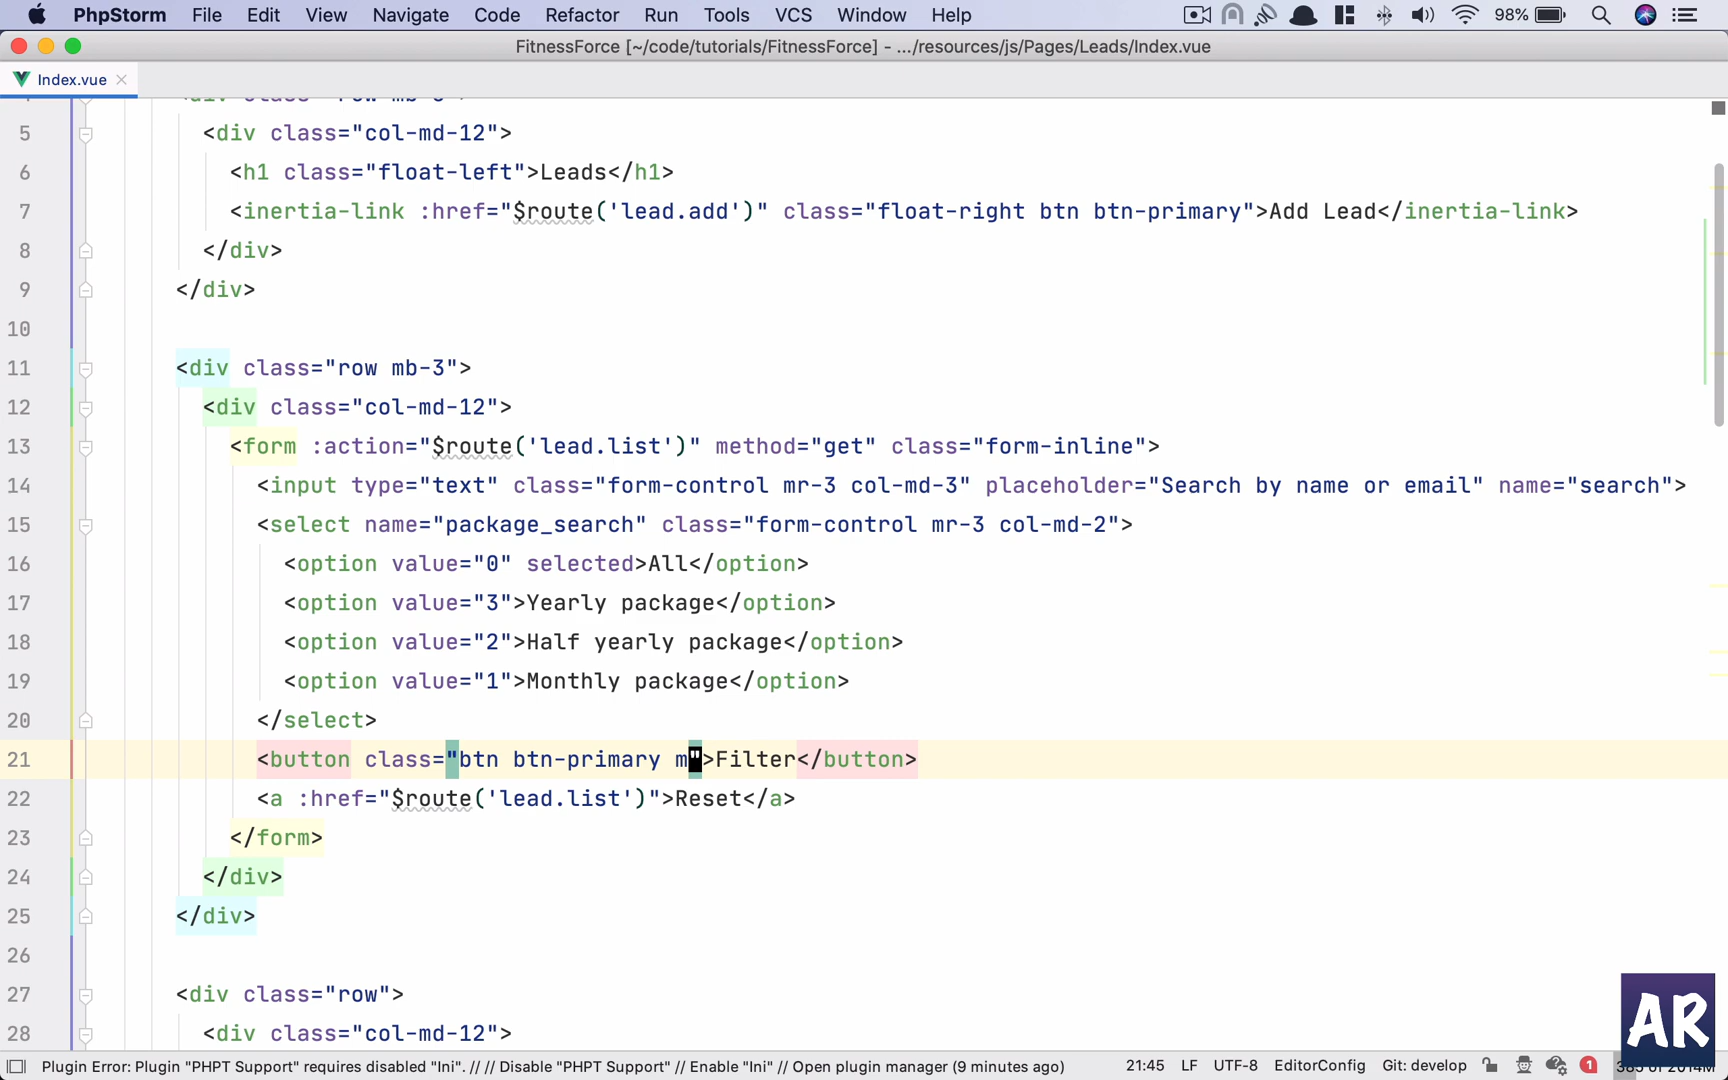 PhpStorm File Edit View Navigate Code Refactor Run Tools VCS Window Help 98%
FitnessForce [~/code/tutorials/FitnessForce] - .../resources/js/Pages/Leads/Index.vue
Index.vue
5 <div class="col-md-12">
6 <h1 class="float-left">Leads</h1>
7 <inertia-link :href="$route('lead.add')" class="float-right btn btn-primary">Add Lead</inertia-link>
8 </div>
9 </div>
10
11 <div class="row mb-3">
12 <div class="col-md-12">
13 <form :action="$route('lead.list')" method="get" class="form-inline">
14 <input type="text" class="form-control mr-3 col-md-3" placeholder="Search by name or email" name="search">
15 <select name="package_search" class="form-control mr-3 col-md-2">
16 <option value="0" selected>All</option>
17 <option value="3">Yearly package</option>
18 <option value="2">Half yearly package</option>
19 <option value="1">Monthly package</option>
20 </select>
21 <button class="btn btn-primary m">Filter</button>
22 <a :href="$route('lead.list')">Reset</a>
23 </form>
24 </div>
25 </div>
26
27 <div class="row">
28 <div class="col-md-12">
AR
Plugin Error: Plugin "PHPT Support" requires disabled "Ini". // // Disable "PHPT Support" // Enable "Ini" // Open plugin manager (9 minutes ago) 21:45 LF UTF-8 EditorConfig Git: develop 1